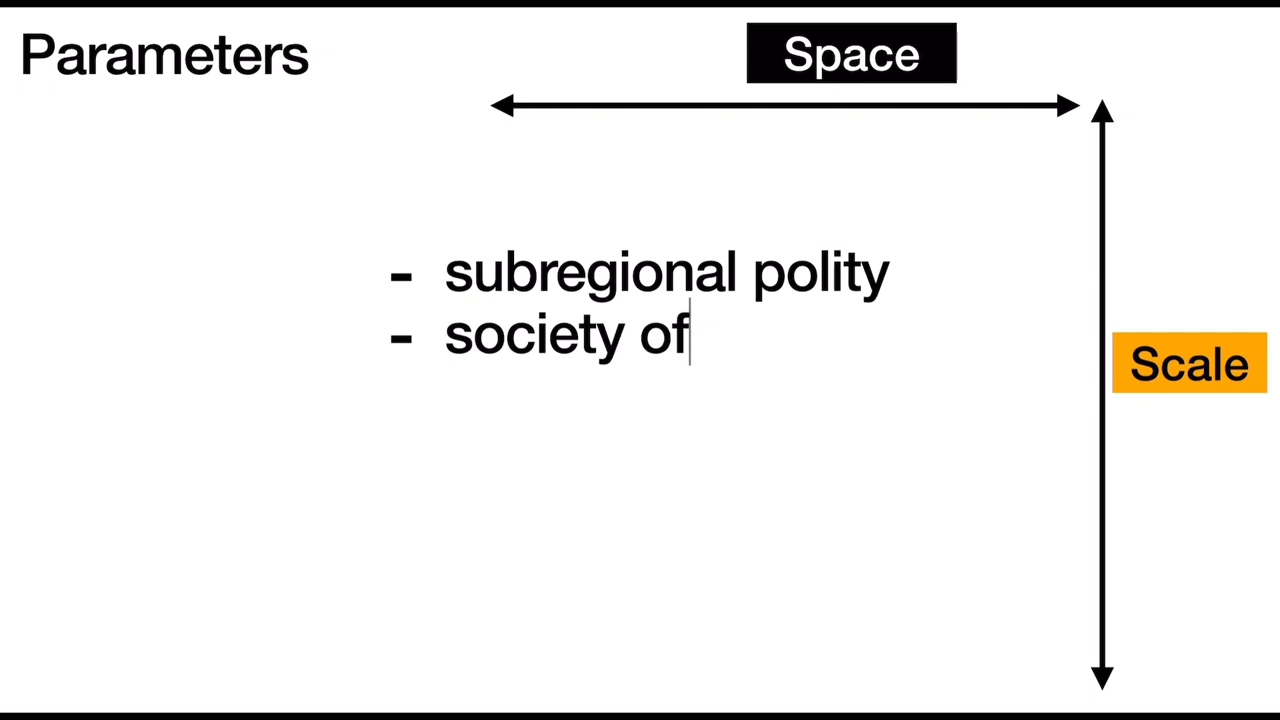 Parameters
Space
- subregional polity
- society of
Scale